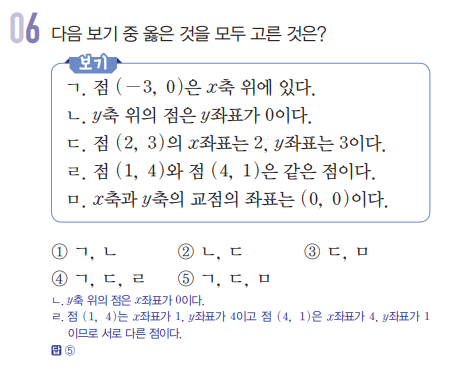 06 다음 보기 중 옳은 것을 모두 고른 것은?
보기
ㄱ. 점 (-3, 0)은 x축 위에 있다.
ㄴ. y축 위의 점은 y좌표가 0이다.
ㄷ. 점 (2, 3)의 x좌표는 2, y좌표는 3이다.
ㄹ. 점 (1, 4)와 점 (4, 1)은 같은 점이다.
ㅁ. x축과 y축의 교점의 좌표는 (0, 0)이다.
① ㄱ, ㄴ ② ㄴ, ㄷ ③ ㄷ, ㅁ
④ ㄱ, ㄷ, ㄹ ⑤ ㄱ, ㄷ, ㅁ
ㄴ. y축 위의 점은 x좌표가 0이다.
ㄹ. 점 (1, 4)는 x좌표가 1, y좌표가 4이고 점 (4, 1)은 x좌표가 4, y좌표가 1
이므로 서로 다른 점이다.
답 ⑤